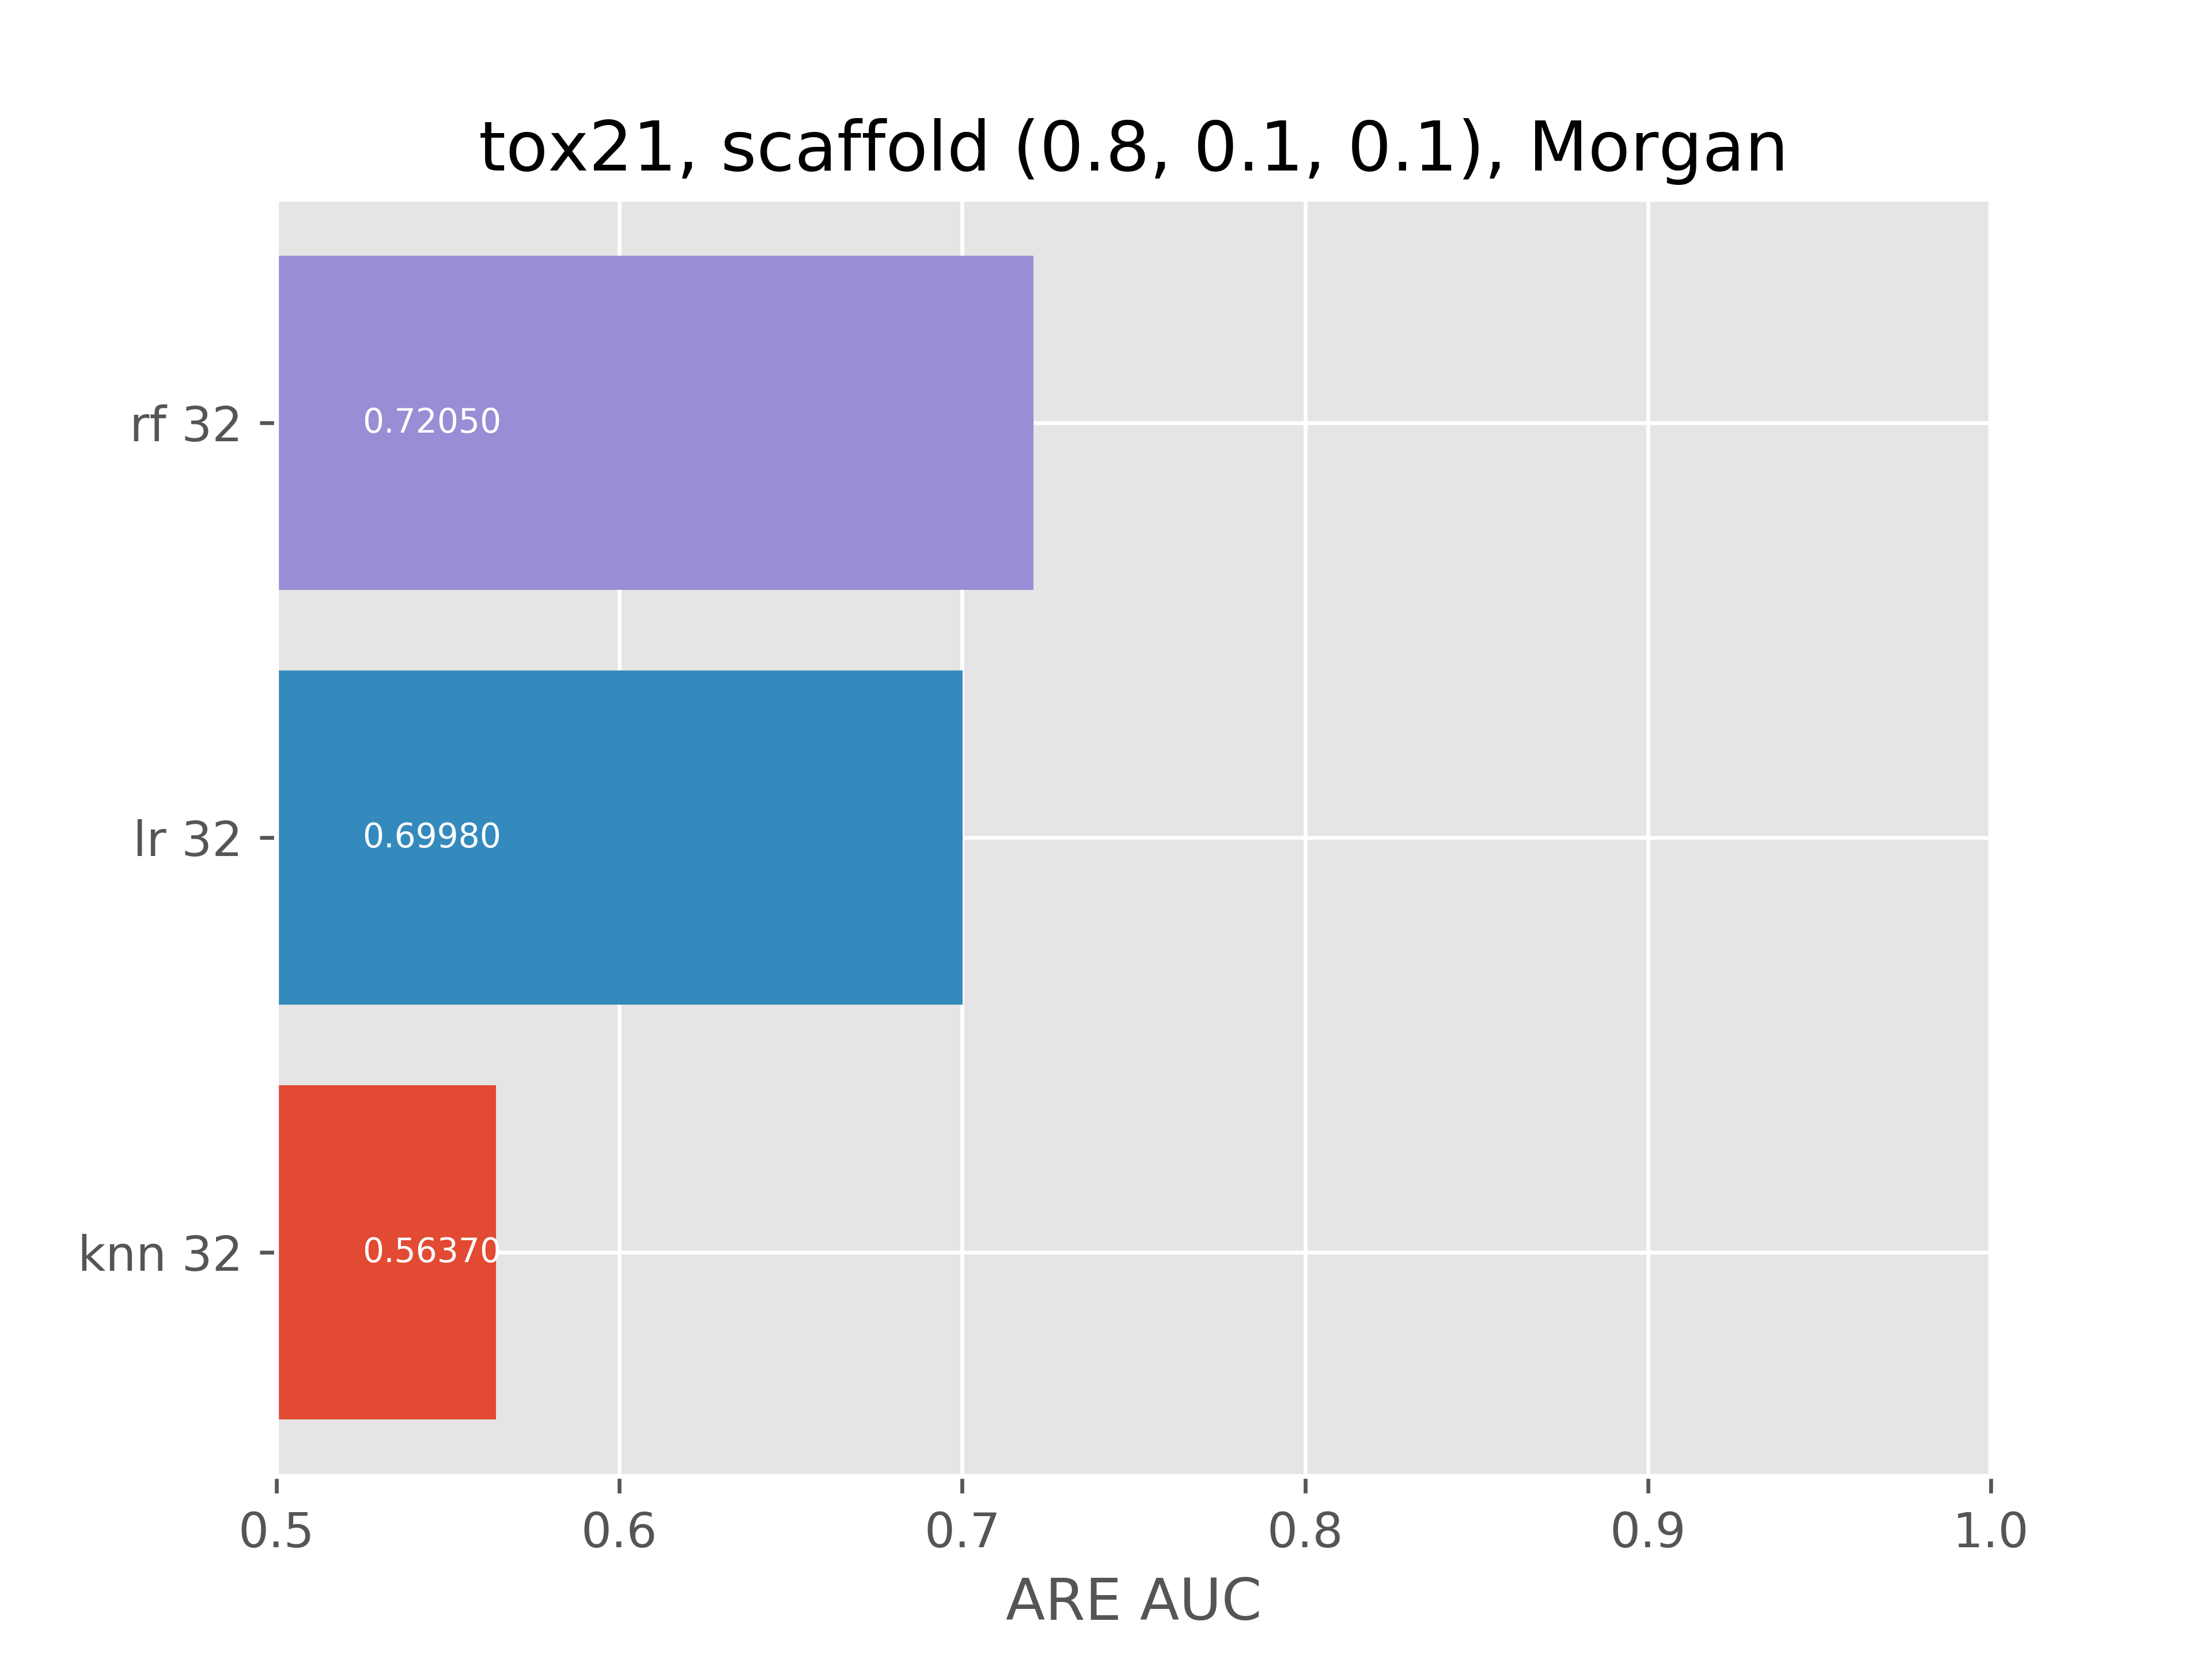 tox21, scaffold (0.8, 0.1, 0.1), Morgan
rf 32
0.72050
lr 32
0.69980
knn 32
0.56370
0.5 0.6 0.7 0.8 0.9 1.0
ARE AUC